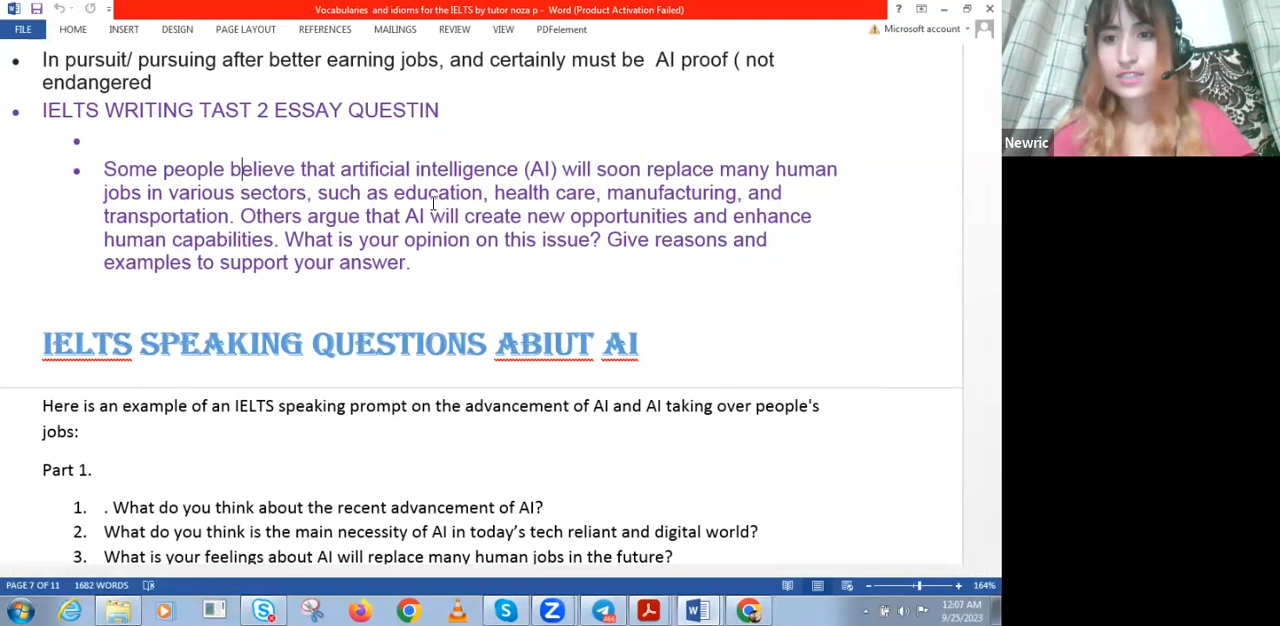 Vocabularies and idioms for the IELTS by tutor noza p - Word (Product Activation Failed)
FILE HOME INSERT DESIGN PAGE LAYOUT REFERENCES MAILINGS REVIEW VIEW PDFelement Microsoft account
In pursuit/ pursuing after better earning jobs, and certainly must be AI proof ( not
endangered
IELTS WRITING TAST 2 ESSAY QUESTIN
Some people believe that artificial intelligence (AI) will soon replace many human
jobs in various sectors, such as education, health care, manufacturing, and
transportation. Others argue that AI will create new opportunities and enhance
human capabilities. What is your opinion on this issue? Give reasons and
examples to support your answer.
IELTS SPEAKING QUESTIONS ABIUT AI
Here is an example of an IELTS speaking prompt on the advancement of AI and AI taking over people's
jobs:
Part 1.
1. . What do you think about the recent advancement of AI?
2. What do you think is the main necessity of AI in today's tech reliant and digital world?
3. What is your feelings about AI will replace many human jobs in the future?
PAGE 7 OF 11 1682 WORDS 164%
12:07 AM
9/25/2023
Newric